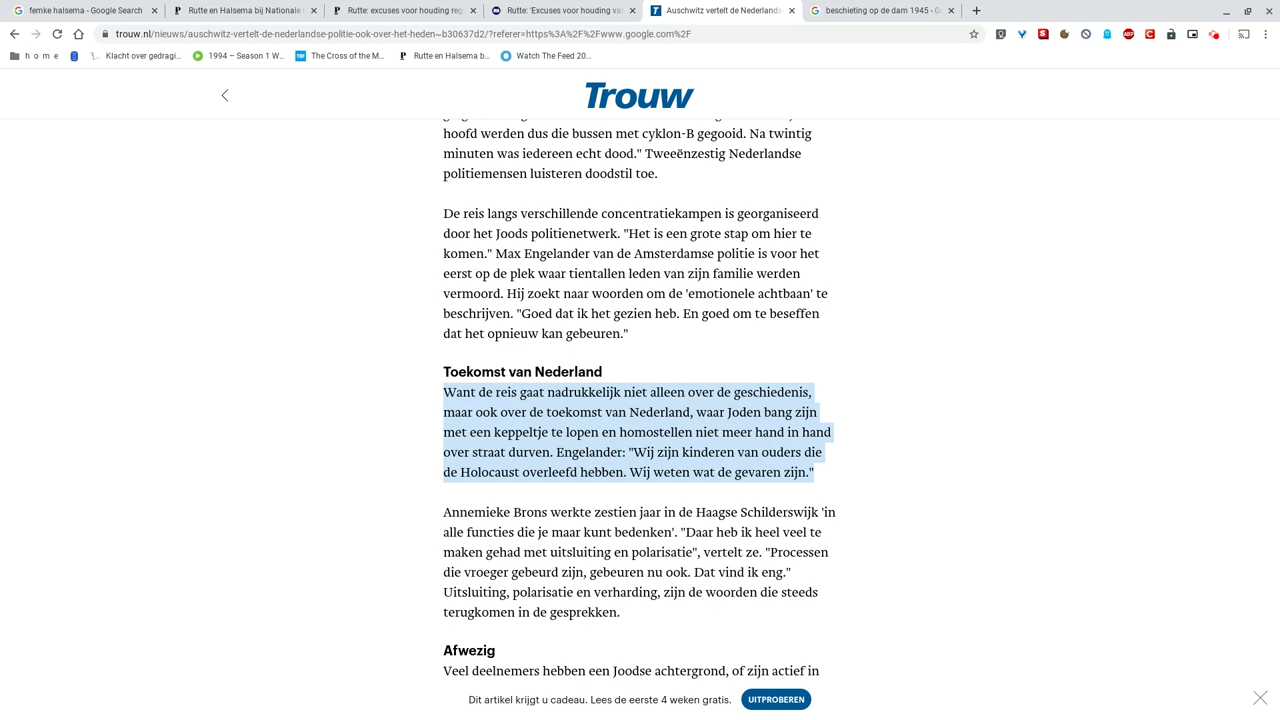 femke halsema - Google Search
Rutte en Halsema bij Nationale
Rutte: excuses voor houding reg
Rutte: 'Excuses voor houding va
Auschwitz vertelt de Nederlands
beschieting op de dam 1945 - G
trouw.nl/nieuws/auschwitz-vertelt-de-nederlandse-politie-ook-over-het-heden~b30637d2/?referer=https%3A%2F%2Fwww.google.com%2F
h o m e
Klacht over gedragi...
1994 – Season 1 W...
The Cross of the M...
Rutte en Halsema b...
Watch The Feed 20...
Trouw
hoofd werden dus die bussen met cyklon-B gegooid. Na twintig
minuten was iedereen echt dood." Tweeënzestig Nederlandse
politiemensen luisteren doodstil toe.
De reis langs verschillende concentratiekampen is georganiseerd
door het Joods politienetwerk. "Het is een grote stap om hier te
komen." Max Engelander van de Amsterdamse politie is voor het
eerst op de plek waar tientallen leden van zijn familie werden
vermoord. Hij zoekt naar woorden om de 'emotionele achtbaan' te
beschrijven. "Goed dat ik het gezien heb. En goed om te beseffen
dat het opnieuw kan gebeuren."
Toekomst van Nederland
Want de reis gaat nadrukkelijk niet alleen over de geschiedenis,
maar ook over de toekomst van Nederland, waar Joden bang zijn
met een keppeltje te lopen en homostellen niet meer hand in hand
over straat durven. Engelander: "Wij zijn kinderen van ouders die
de Holocaust overleefd hebben. Wij weten wat de gevaren zijn."
Annemieke Brons werkte zestien jaar in de Haagse Schilderswijk 'in
alle functies die je maar kunt bedenken'. "Daar heb ik heel veel te
maken gehad met uitsluiting en polarisatie", vertelt ze. "Processen
die vroeger gebeurd zijn, gebeuren nu ook. Dat vind ik eng."
Uitsluiting, polarisatie en verharding, zijn de woorden die steeds
terugkomen in de gesprekken.
Afwezig
Veel deelnemers hebben een Joodse achtergrond, of zijn actief in
Dit artikel krijgt u cadeau. Lees de eerste 4 weken gratis.
UITPROBEREN